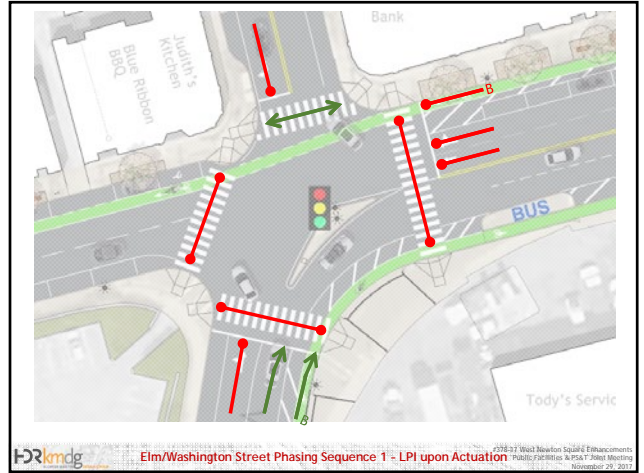 Bank
Judith's
Kitchen
Blue Ribbon
BBQ
B
BUS
B
Tody's Servic
HDR kmdg
Elm/Washington Street Phasing Sequence 1 - LPI upon Actuation
#378-37 West Newton Square Enhancements
Public Facilities & PS&T Joint Meeting
November 29, 2017